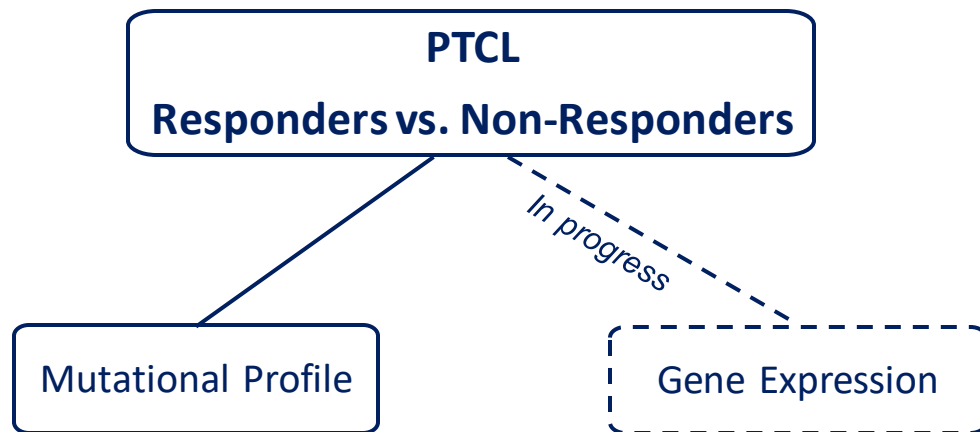 PTCL
Responders vs. Non-Responders
In progress
Mutational Profile
Gene Expression